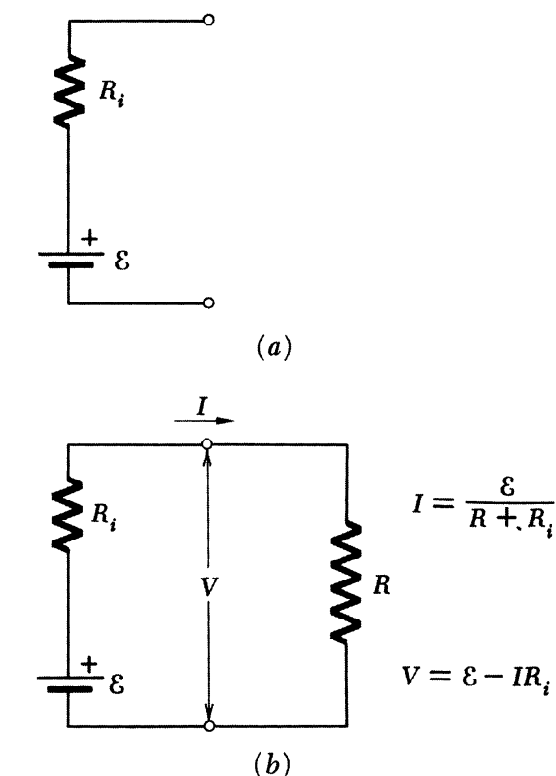 R_i
+
ℰ
(a)
I
R_i
V
R
+
ℰ
I = ℰ / (R + R_i)
V = ℰ − IR_i
(b)